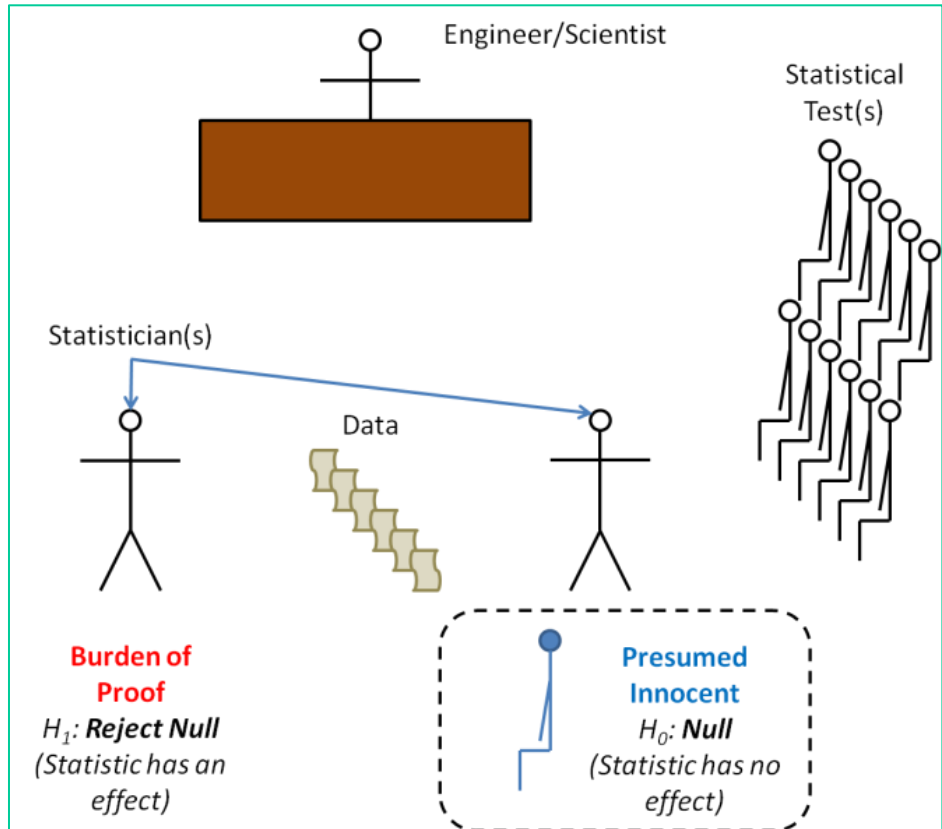 Engineer/Scientist
Statistical
Test(s)
Statistician(s)
Data
Burden of
Proof
H₁: Reject Null
(Statistic has an
effect)
Presumed
Innocent
H₀: Null
(Statistic has no
effect)